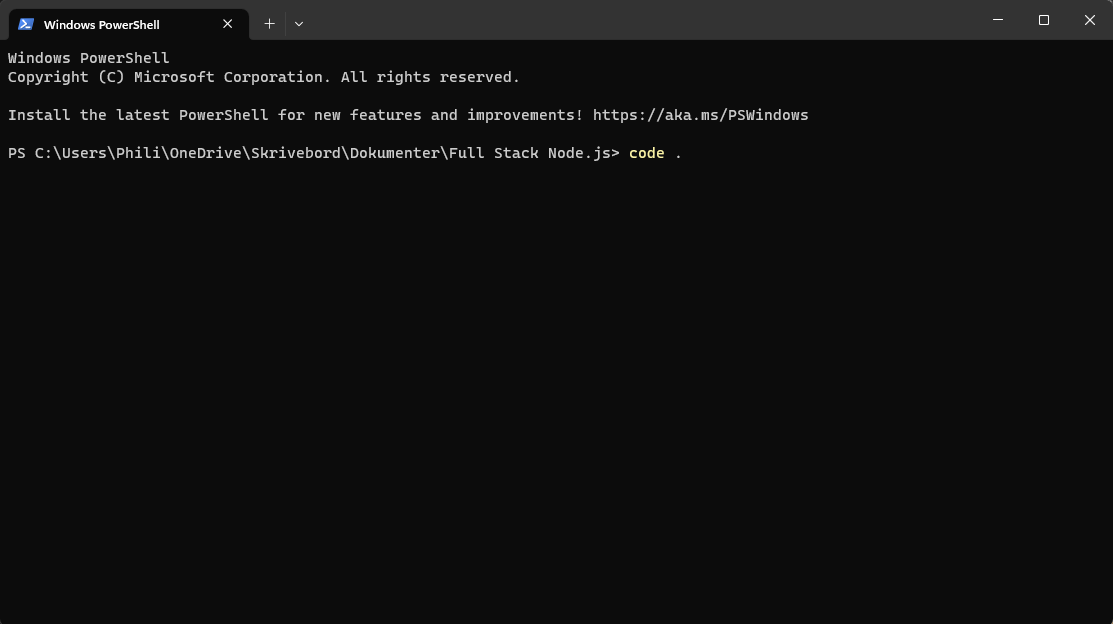 Windows PowerShell
Windows PowerShell
Copyright (C) Microsoft Corporation. All rights reserved.
Install the latest PowerShell for new features and improvements! https://aka.ms/PSWindows
PS C:\Users\Phili\OneDrive\Skrivebord\Dokumenter\Full Stack Node.js> code .